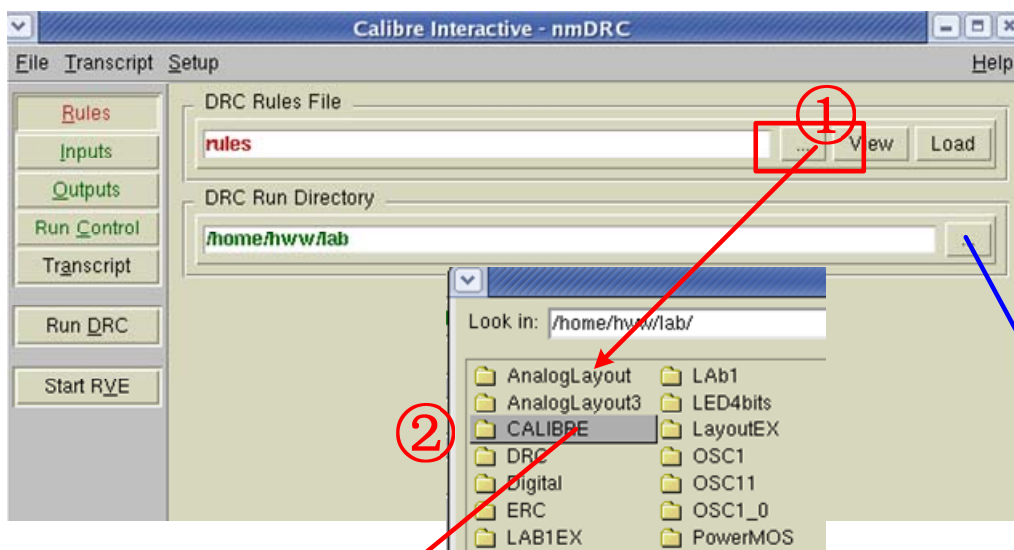 Calibre Interactive - nmDRC
File Transcript Setup Help
Rules
Inputs
Outputs
Run Control
Transcript
Run DRC
Start RVE
DRC Rules File
①
rules ... View Load
DRC Run Directory
/home/hww/lab ...
②
Look in: /home/hww/lab/
AnalogLayout LAb1
AnalogLayout3 LED4bits
CALIBRE LayoutEX
DRC OSC1
Digital OSC11
ERC OSC1_0
LAB1EX PowerMOS